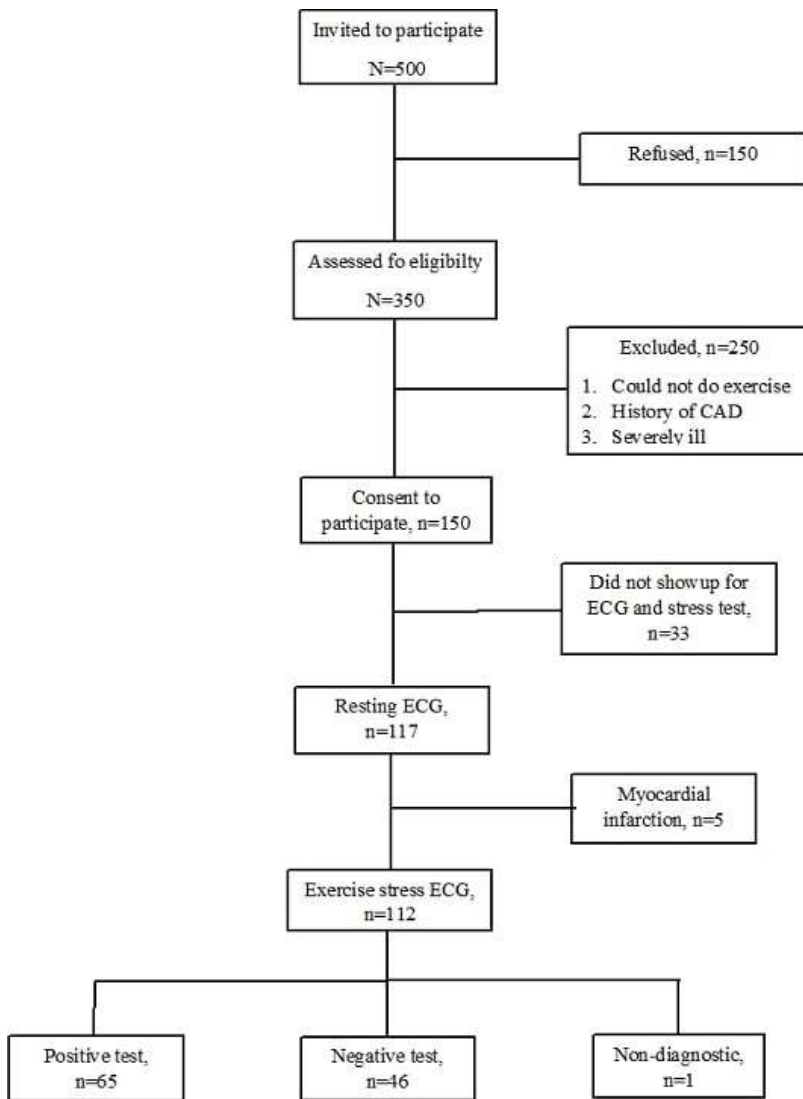 Invited to participate
N=500
Refused, n=150
Assessed fo eligibilty
N=350
Excluded, n=250
1. Could not do exercise
2. History of CAD
3. Severely ill
Consent to
participate, n=150
Did not showup for
ECG and stress test,
n=33
Resting ECG,
n=117
Myocardial
infarction, n=5
Exercise stress ECG,
n=112
Positive test,
n=65
Negative test,
n=46
Non-diagnostic,
n=1